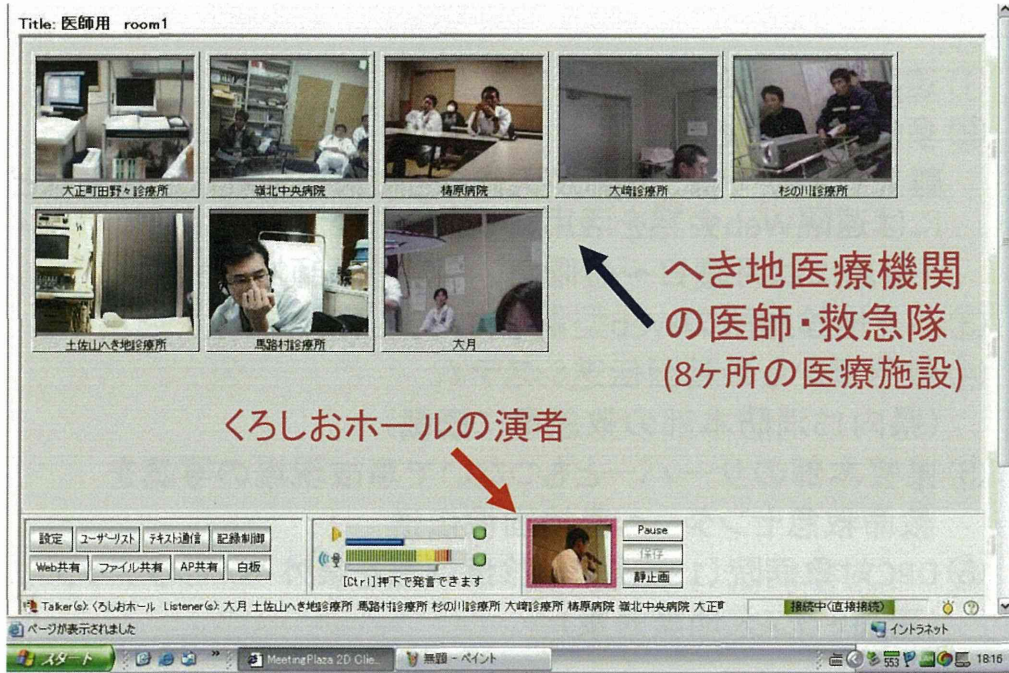 Title: 医師用 room1
大正町田野々診療所
嶺北中央病院
梼原病院
大崎診療所
杉の川診療所
土佐山へき地診療所
馬路村診療所
大月
へき地医療機関
の医師・救急隊
(8ヶ所の医療施設)
くろしおホールの演者
設定 ユーザーリスト テキスト通信 記録制御
Web共有 ファイル共有 AP共有 白板
[Ctrl]押下で発言できます
Pause
保存
静止画
Talker(s): くろしおホール Listener(s): 大月 土佐山へき地診療所 馬路村診療所 杉の川診療所 大崎診療所 梼原病院 嶺北中央病院 大正町
接続中(直接接続)
ページが表示されました
イントラネット
スタート
MeetingPlaza 2D Clie...
無題 - ペイント
553
18:16